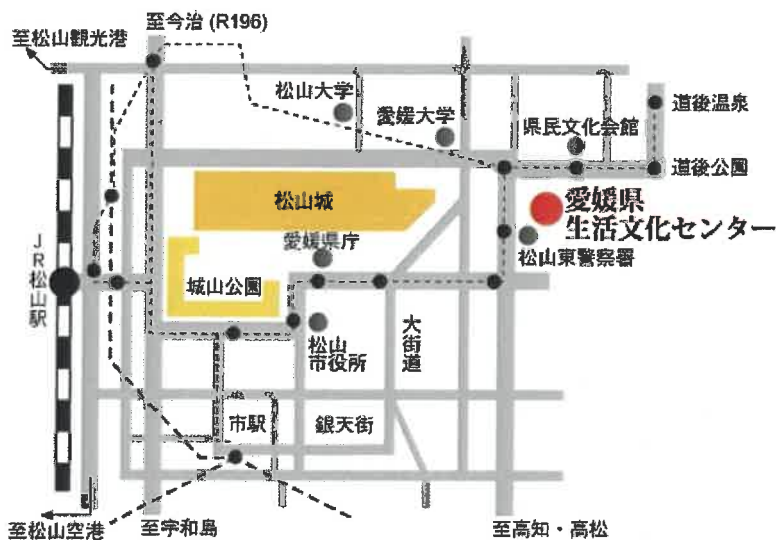 至今治 (R196)
至松山観光港
松山大学
愛媛大学
県民文化会館
道後温泉
道後公園
松山城
愛媛県
生活文化センター
松山東警察署
愛媛県庁
城山公園
JR松山駅
松山
市役所
大街道
市駅
銀天街
至松山空港
至宇和島
至高知・高松